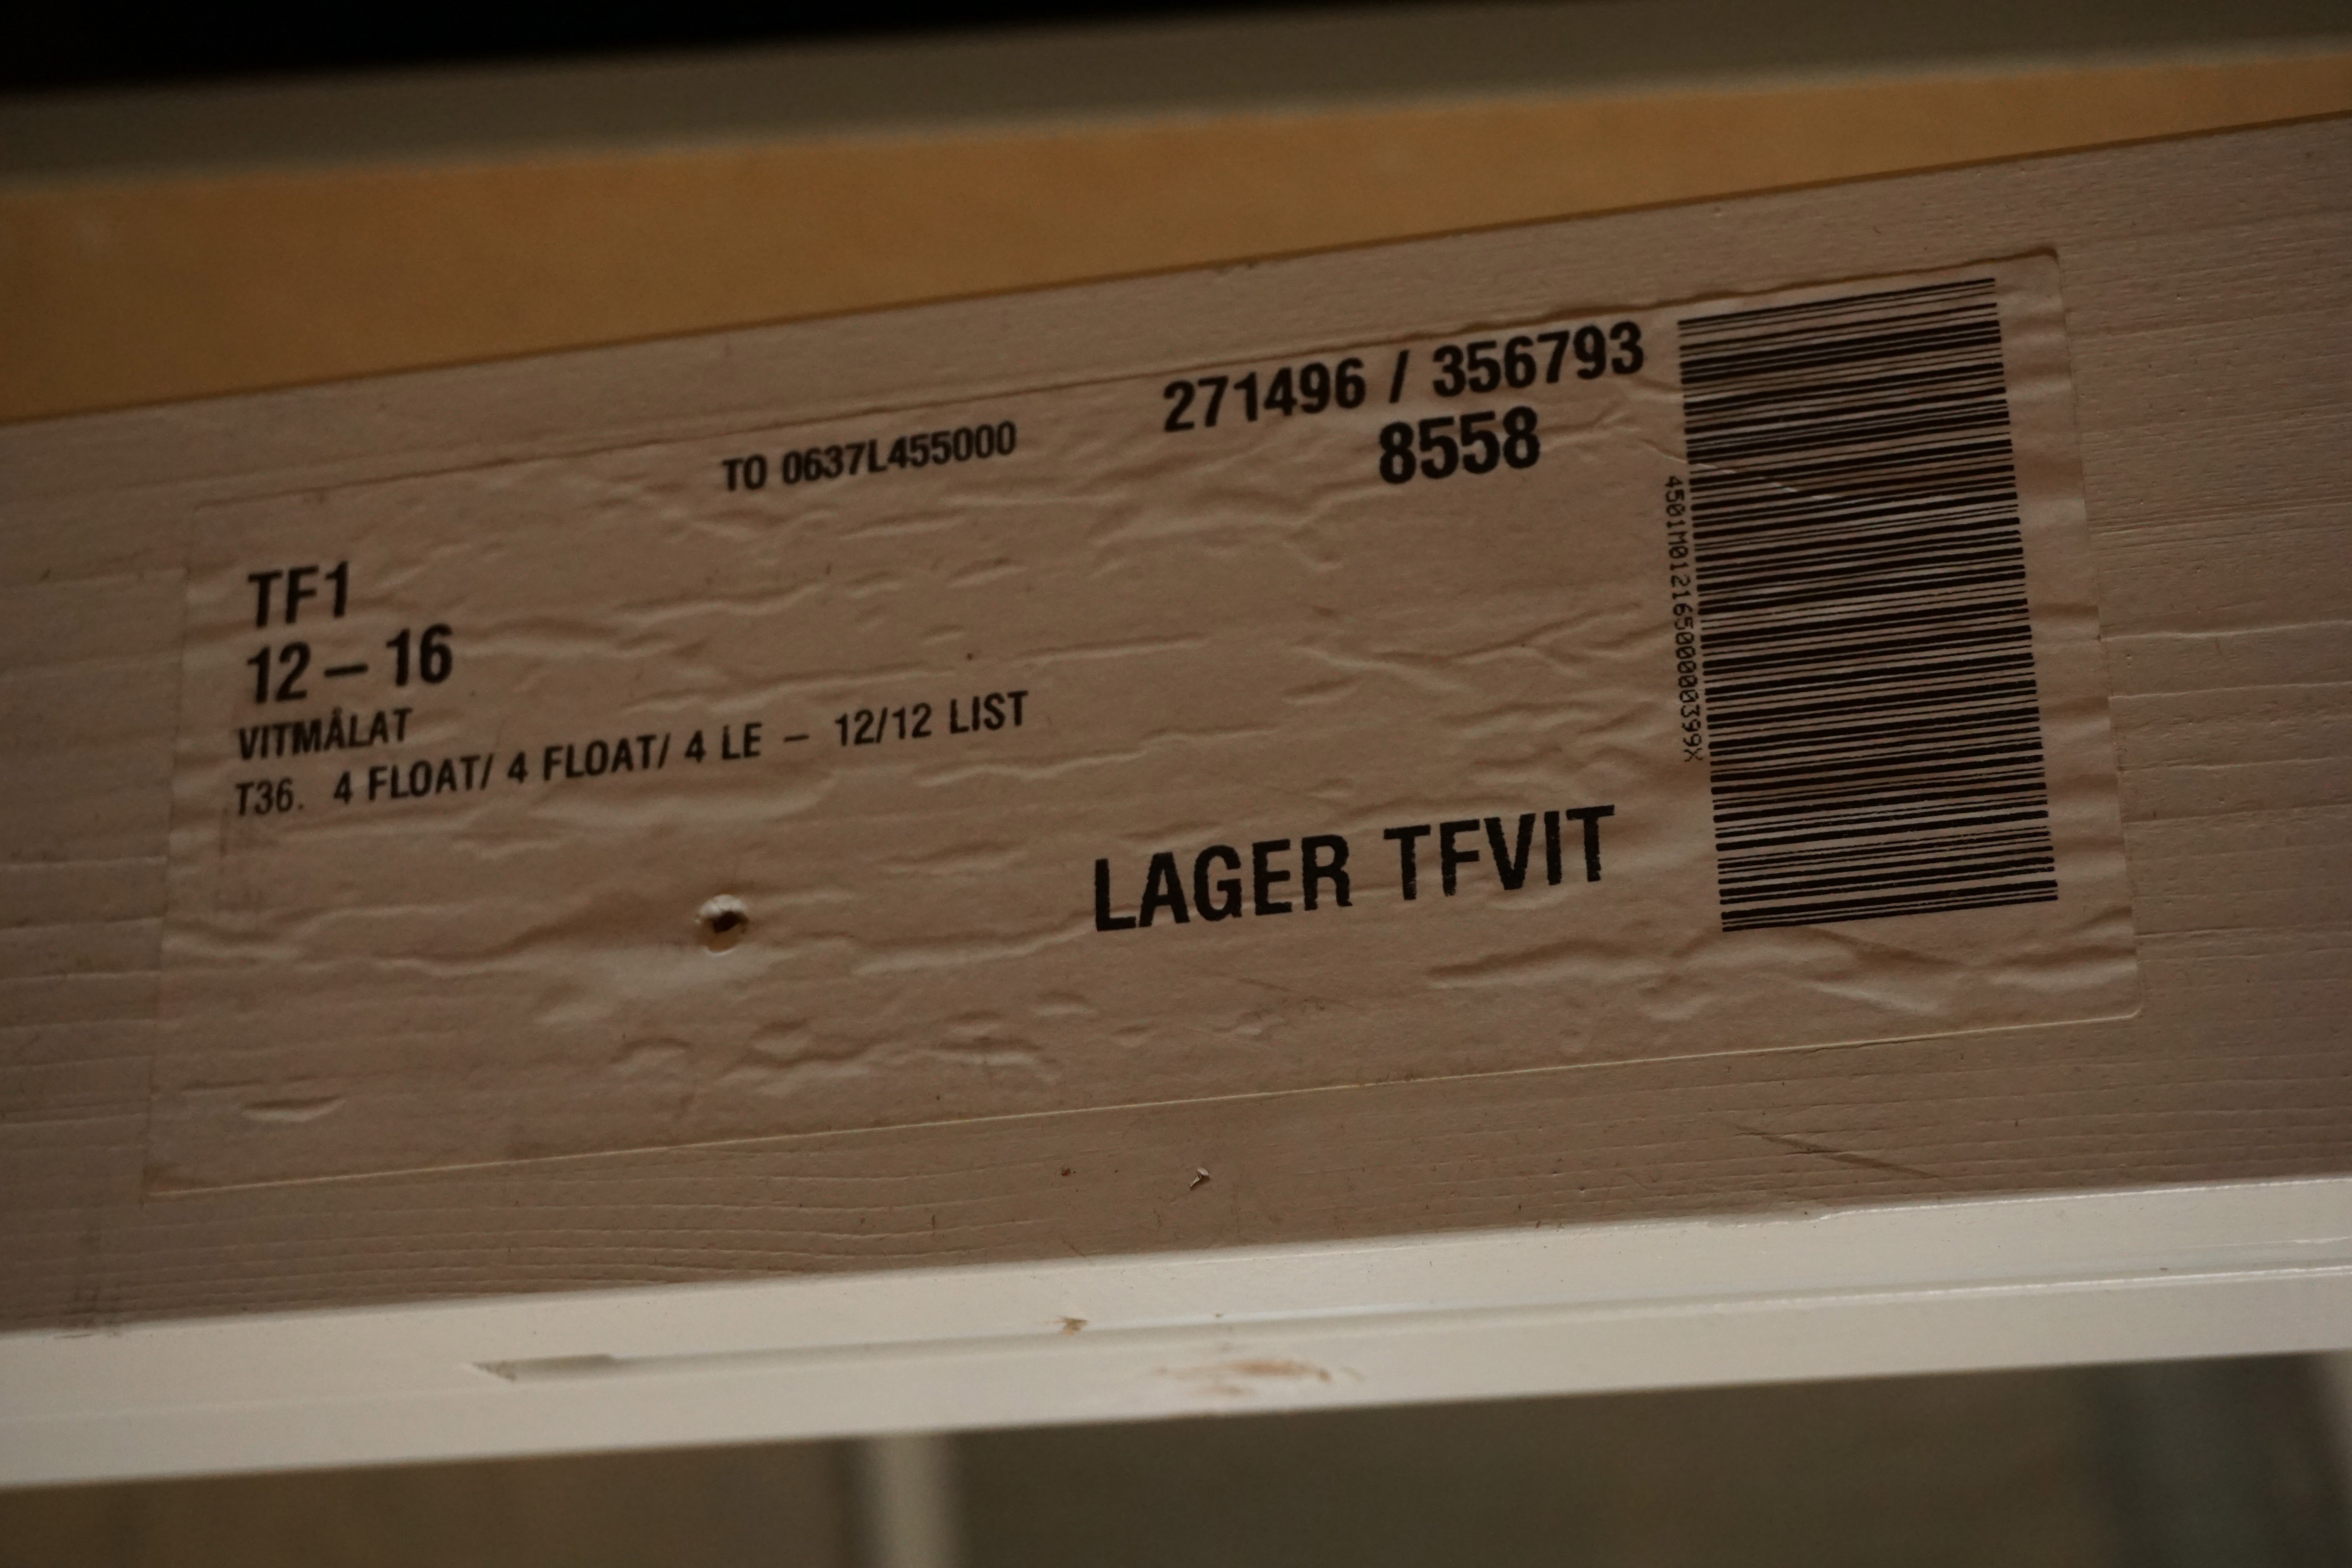 271496 / 356793
8558
TO 0637L455000
TF1
12 – 16
VITMÅLAT
T36. 4 FLOAT/ 4 FLOAT/ 4 LE – 12/12 LIST
LAGER TFVIT
4501M01216500000399X